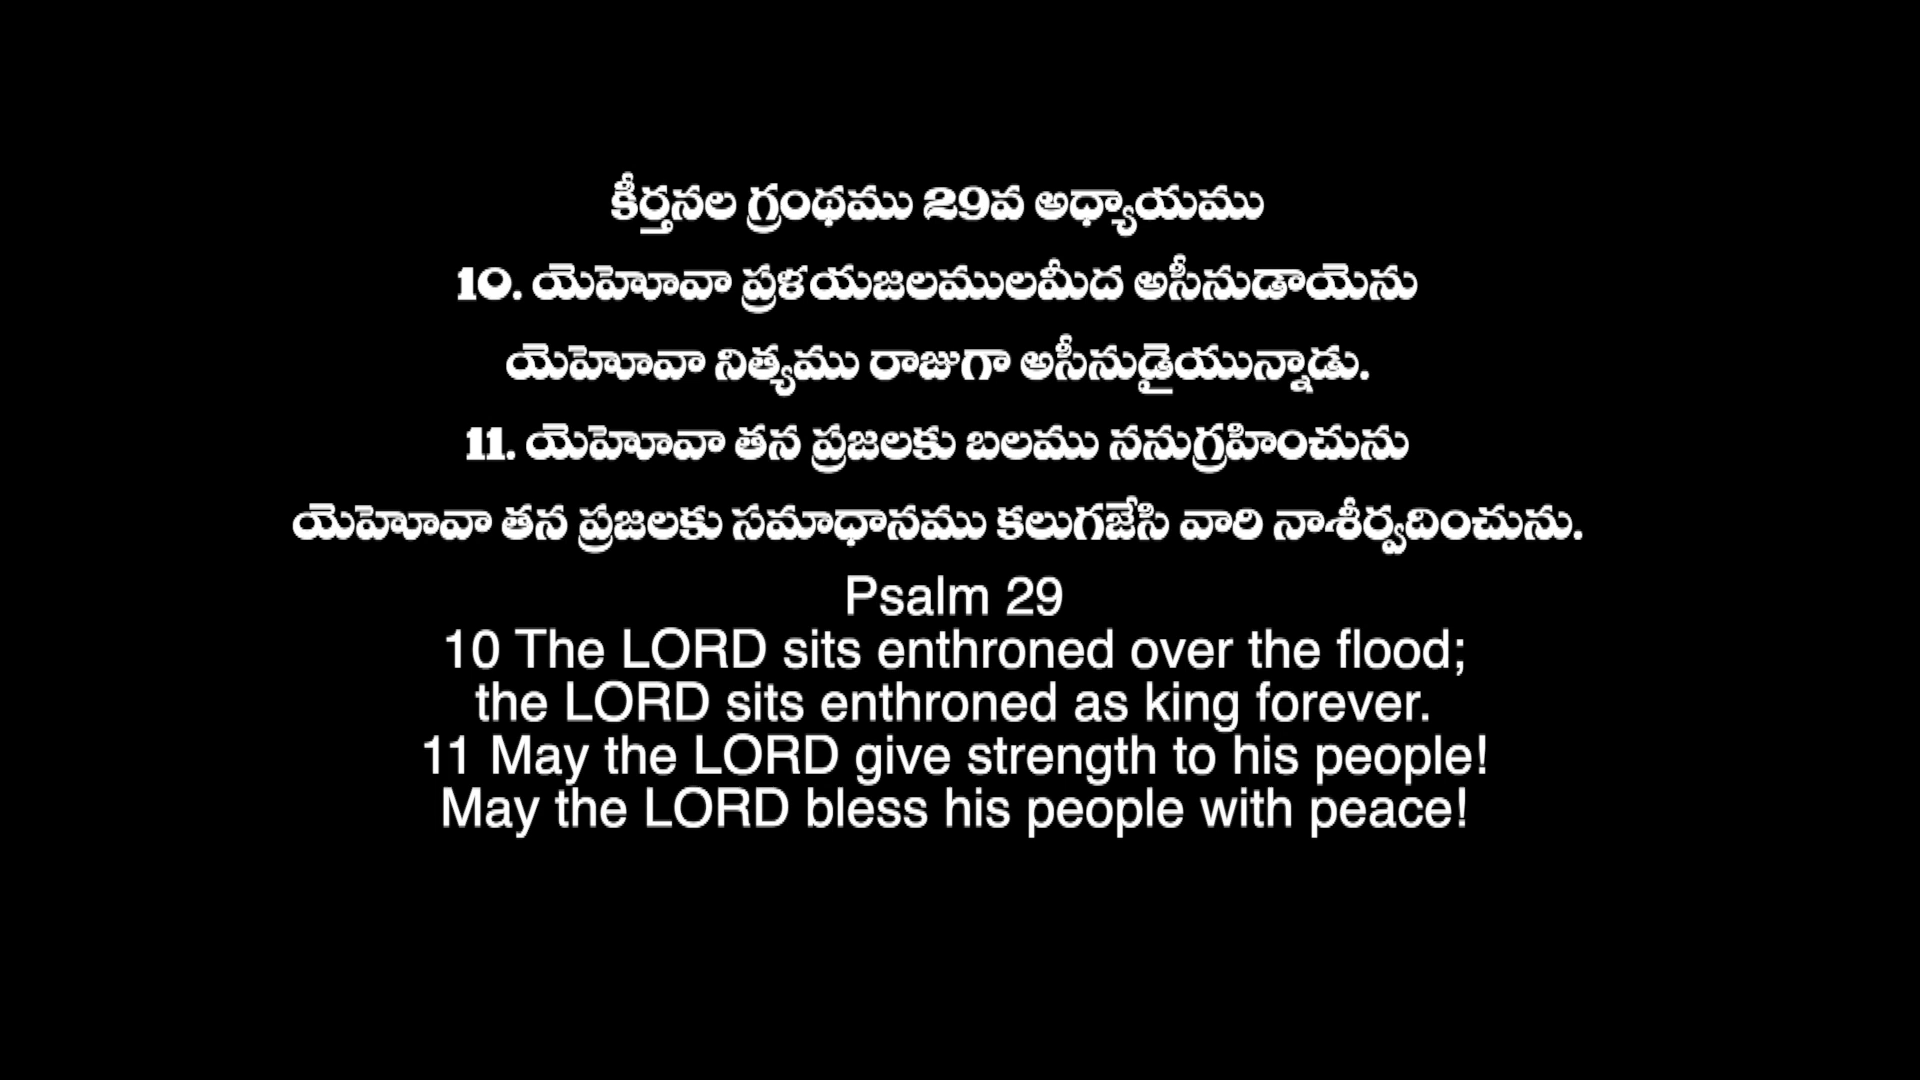 కీర్తనల గ్రంథము 29వ అధ్యాయము
10. యెహెూవా ప్రళయజలములమీద అసీనుడాయెను
యెహెూవా నిత్యము రాజుగా అసీనుడైయున్నాడు.
11. యెహెూవా తన ప్రజలకు బలము ననుగ్రహించును
యెహెూవా తన ప్రజలకు సమాధానము కలుగజేసి వారి నాశీర్వదించును.
Psalm 29
10 The LORD sits enthroned over the flood;
the LORD sits enthroned as king forever.
11 May the LORD give strength to his people!
May the LORD bless his people with peace!